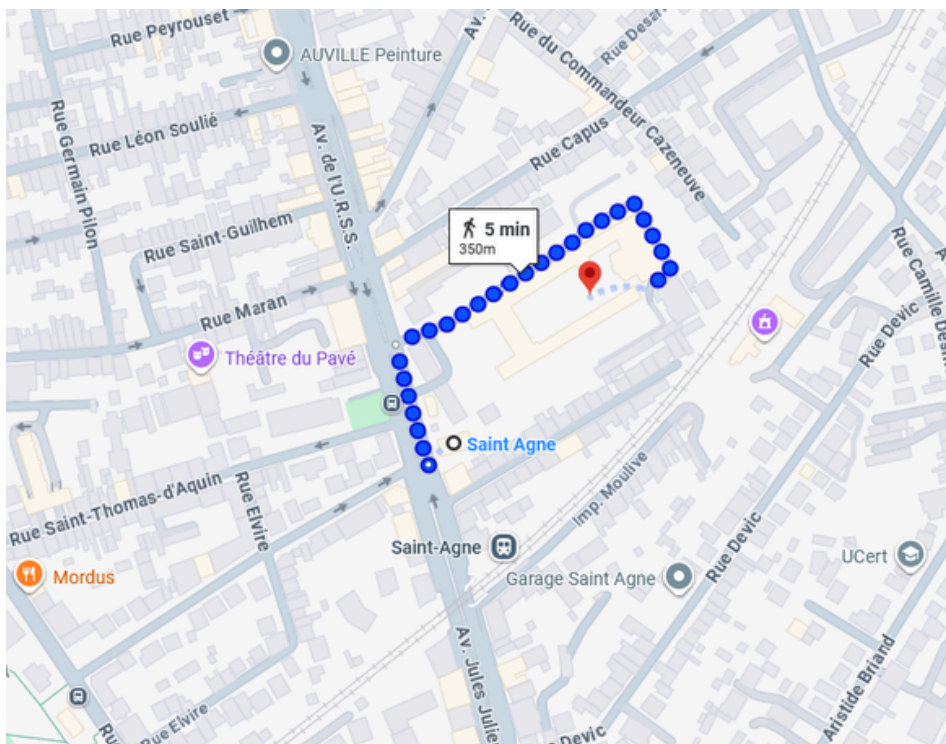 Rue Peyrouset
AUVILLE Peinture
Av.
Rue du Commandeur Cazeneuve
Rue Germain Pilon
Rue Léon Soulié
Av. de l'U.R.S.S.
Rue Capus
5 min
350m
Rue Saint-Guilhem
Rue Maran
Théâtre du Pavé
Rue Devic
Saint Agne
Rue Saint-Thomas-d'Aquin
Rue Elvire
Imp. Moulive
Saint-Agne
Rue Devic
UCert
Mordus
Garage Saint Agne
Av. Jules Julien
Aristide Briand
Rue Elvire
Devic